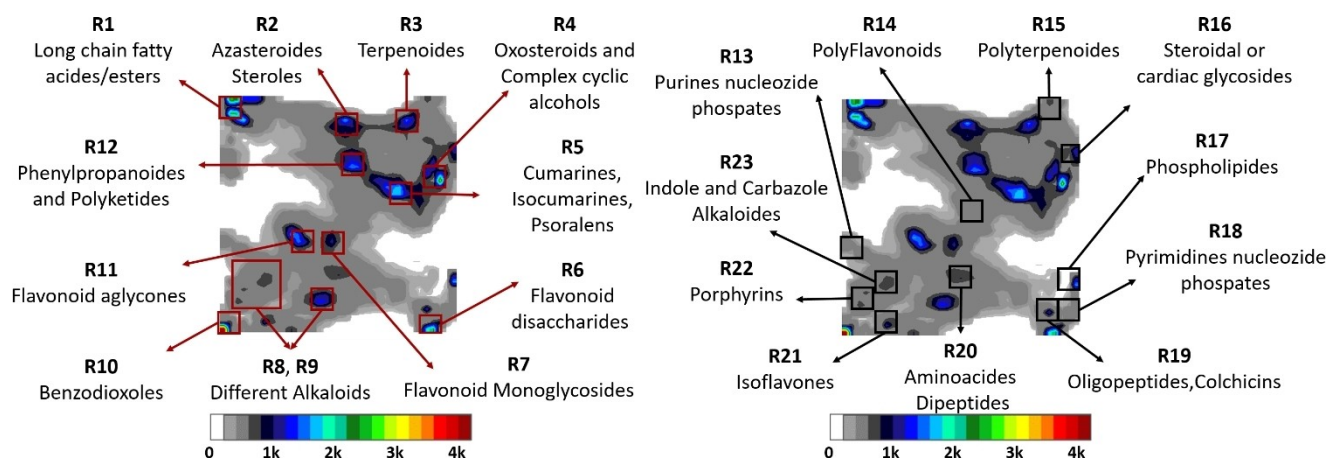 R1
Long chain fatty
acides/esters
R2
Azasteroides
Steroles
R3
Terpenoides
R4
Oxosteroids and
Complex cyclic
alcohols
R12
Phenylpropanoides
and Polyketides
R5
Cumarines,
Isocumarines,
Psoralens
R11
Flavonoid aglycones
R6
Flavonoid
disaccharides
R10
Benzodioxoles
R8, R9
Different Alkaloids
R7
Flavonoid Monoglycosides
0 1k 2k 3k 4k
R14
PolyFlavonoids
R15
Polyterpenoides
R16
Steroidal or
cardiac glycosides
R13
Purines nucleozide
phospates
R17
Phospholipides
R23
Indole and Carbazole
Alkaloides
R18
Pyrimidines nucleozide
phospates
R22
Porphyrins
R21
Isoflavones
R20
Aminoacides
Dipeptides
R19
Oligopeptides,Colchicins
0 1k 2k 3k 4k